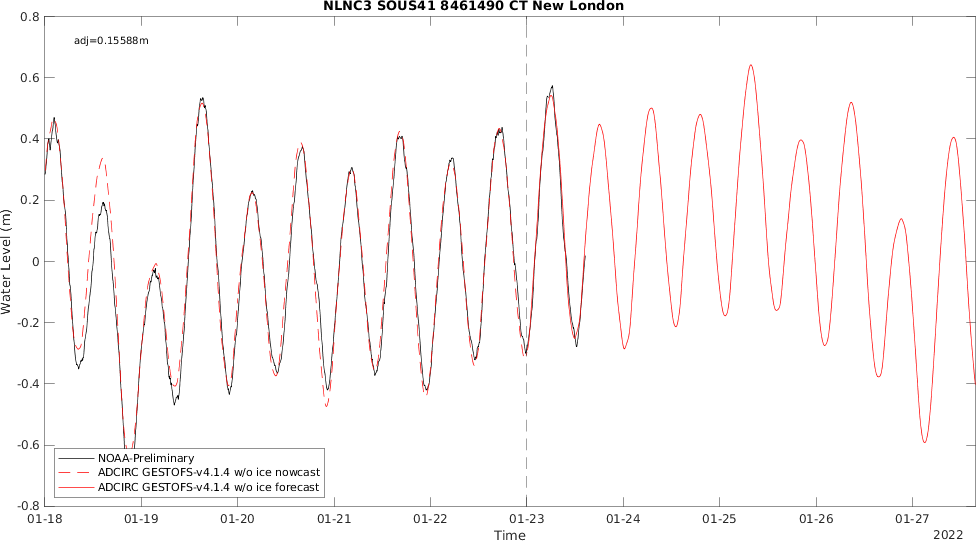 NLNC3 SOUS41 8461490 CT New London
adj=0.15588m
Water Level (m)
0.8
0.6
0.4
0.2
0
-0.2
-0.4
-0.6
-0.8
NOAA-Preliminary
ADCIRC GESTOFS-v4.1.4 w/o ice nowcast
ADCIRC GESTOFS-v4.1.4 w/o ice forecast
01-18 01-19 01-20 01-21 01-22 01-23 01-24 01-25 01-26 01-27
Time
2022